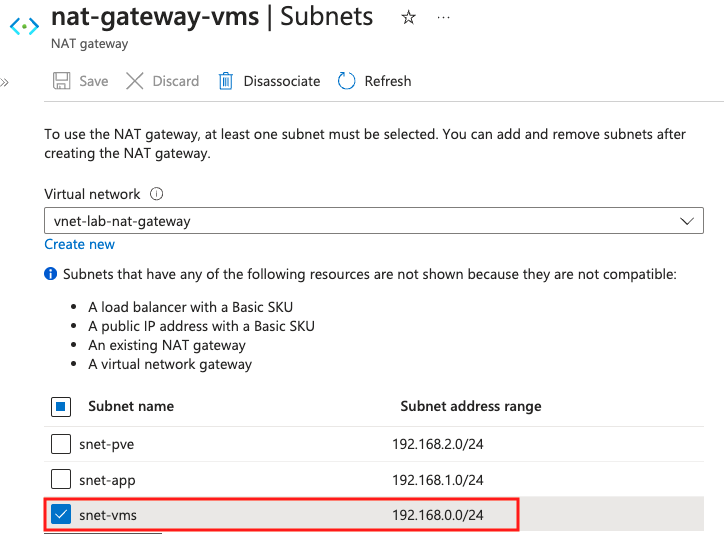 nat-gateway-vms | Subnets
NAT gateway
Save Discard Disassociate Refresh
To use the NAT gateway, at least one subnet must be selected. You can add and remove subnets after
creating the NAT gateway.
Virtual network
vnet-lab-nat-gateway
Create new
Subnets that have any of the following resources are not shown because they are not compatible:
• A load balancer with a Basic SKU
• A public IP address with a Basic SKU
• An existing NAT gateway
• A virtual network gateway
Subnet name Subnet address range
snet-pve 192.168.2.0/24
snet-app 192.168.1.0/24
snet-vms 192.168.0.0/24